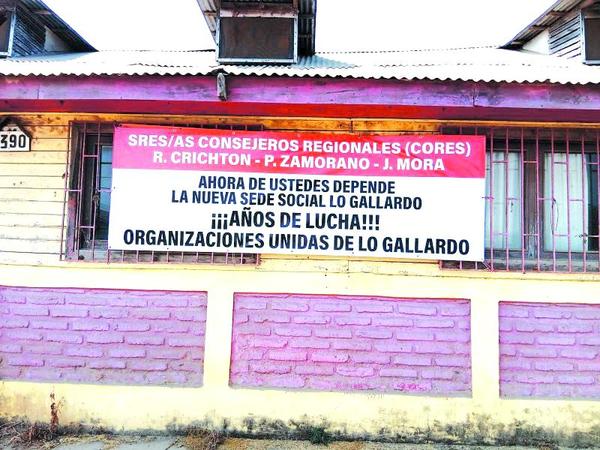 390
SRES/AS CONSEJEROS REGIONALES (CORES)
R. CRICHTON - P. ZAMORANO - J. MORA
AHORA DE USTEDES DEPENDE
LA NUEVA SEDE SOCIAL LO GALLARDO
¡¡¡AÑOS DE LUCHA!!!
ORGANIZACIONES UNIDAS DE LO GALLARDO